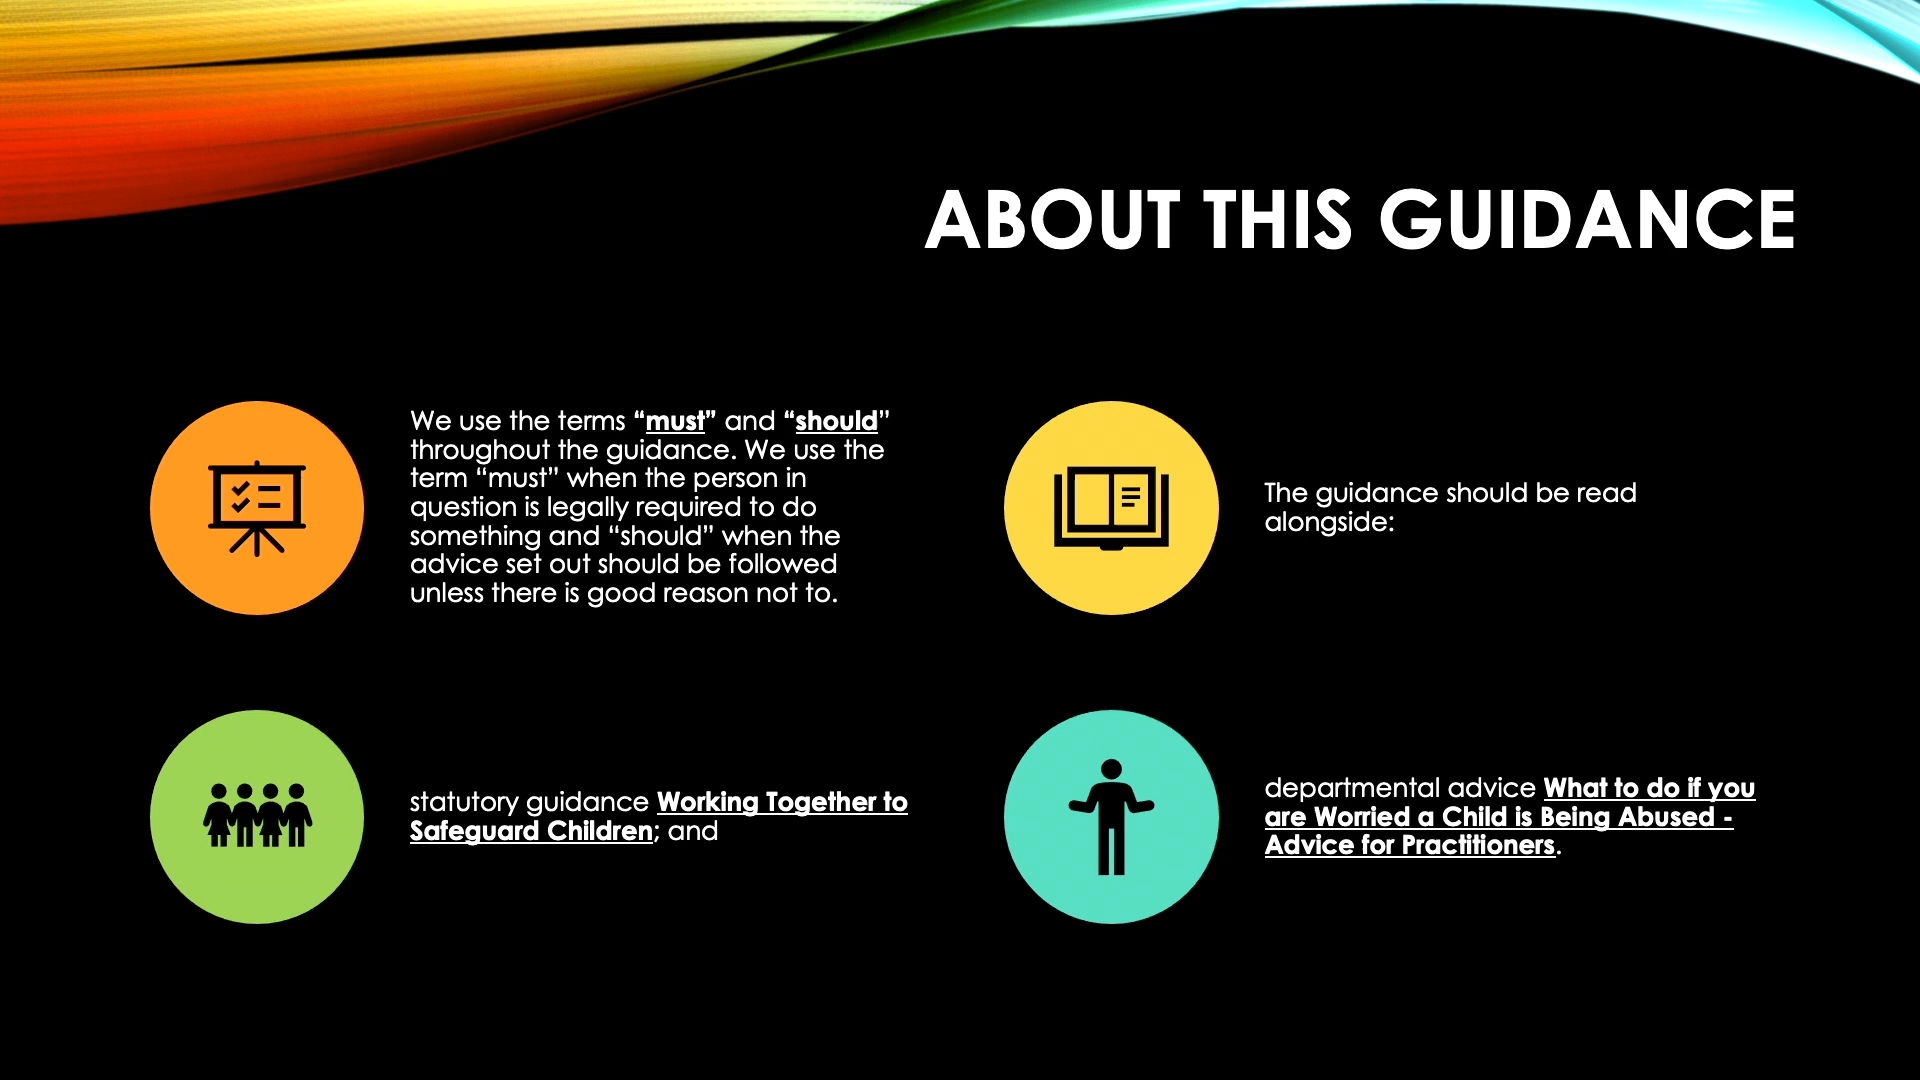 ABOUT THIS GUIDANCE
We use the terms “must” and “should”
throughout the guidance. We use the
term “must” when the person in
question is legally required to do
something and “should” when the
advice set out should be followed
unless there is good reason not to.
The guidance should be read
alongside:
statutory guidance Working Together to
Safeguard Children; and
departmental advice What to do if you
are Worried a Child is Being Abused -
Advice for Practitioners.